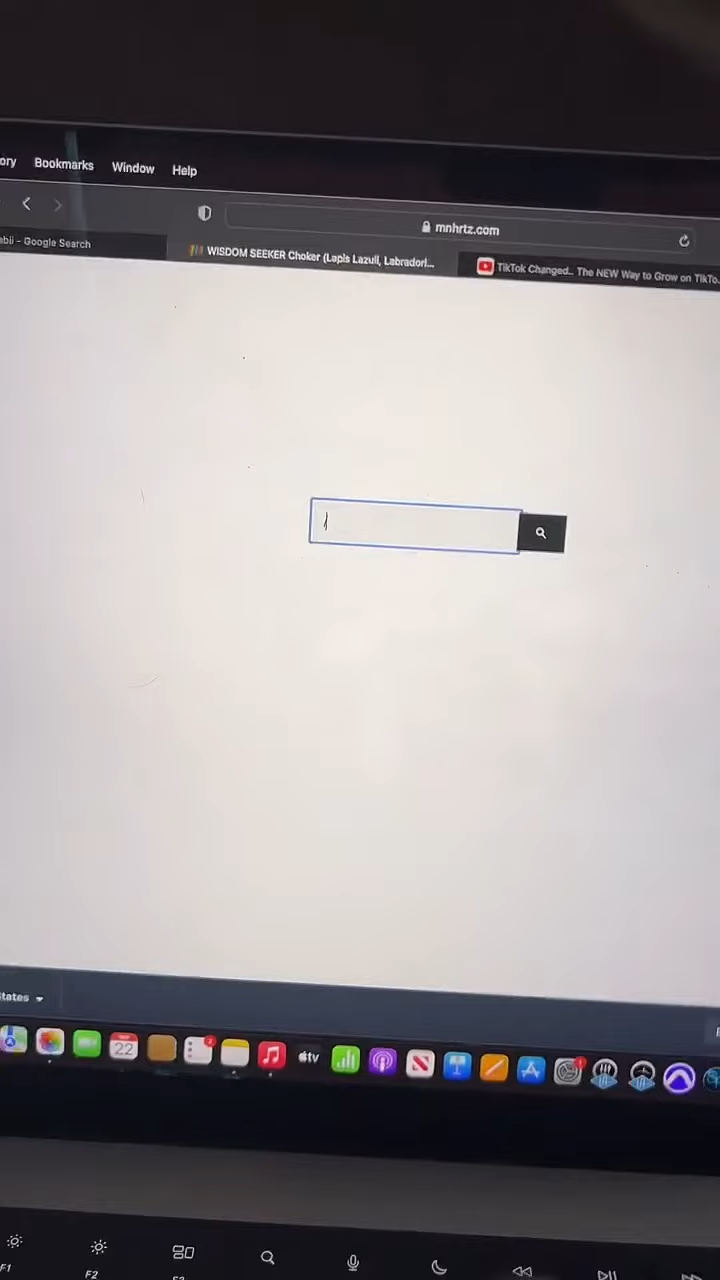 ory Bookmarks Window Help
mnhrtz.com
abii - Google Search
WISDOM SEEKER Choker (Lapis Lazuli, Labradori...
TikTok Changed.. The NEW Way to Grow on TikTo
tates
22
tv
F1
F2